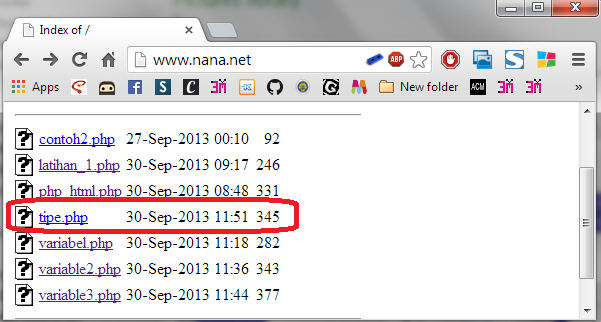 Index of /
www.nana.net
ABP
Apps New folder ACM »
contoh2.php 27-Sep-2013 00:10 92
latihan_1.php 30-Sep-2013 09:17 246
php_html.php 30-Sep-2013 08:48 331
tipe.php 30-Sep-2013 11:51 345
variabel.php 30-Sep-2013 11:18 282
variable2.php 30-Sep-2013 11:36 343
variable3.php 30-Sep-2013 11:44 377